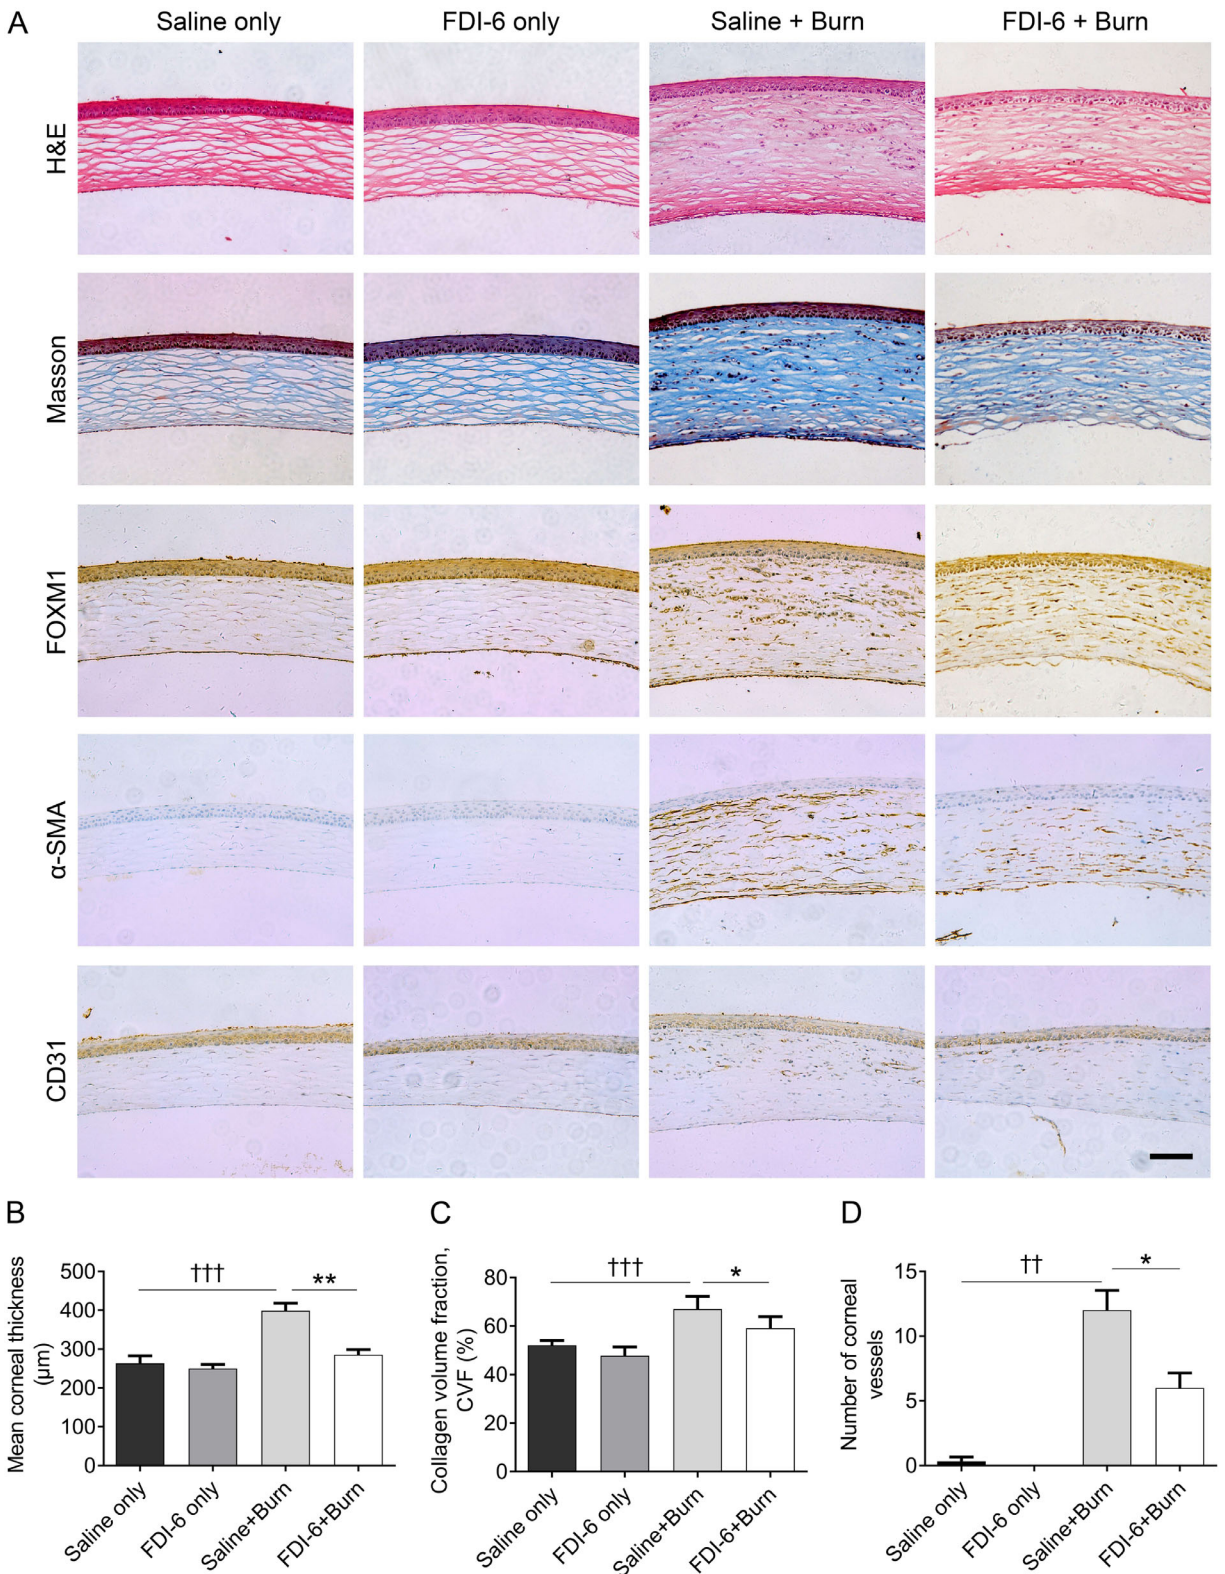 A
Saline only
FDI-6 only
Saline + Burn
FDI-6 + Burn
H&E
Masson
FOXM1
α-SMA
CD31
B
Mean corneal thickness
(μm)
500
400
300
200
100
0
†††
**
Saline only
FDI-6 only
Saline+Burn
FDI-6+Burn
C
Collagen volume fraction,
CVF (%)
80
60
40
20
0
†††
*
Saline only
FDI-6 only
Saline+Burn
FDI-6+Burn
D
Number of corneal
vessels
15
10
5
0
††
*
Saline only
FDI-6 only
Saline+Burn
FDI-6+Burn